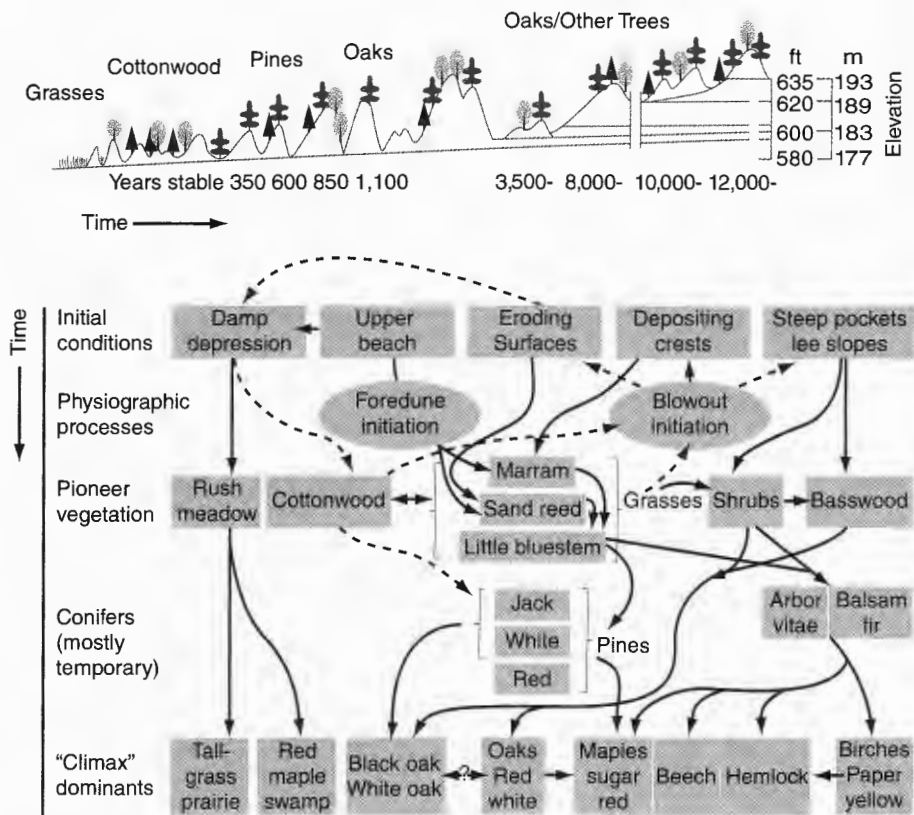 Oaks/Other Trees
Oaks
Pines
Cottonwood
Grasses
ft m
635 193
620 189
600 183
580 177
Elevation
Years stable 350 600 850 1,100 3,500- 8,000- 10,000- 12,000-
Time
Time
Initial
conditions
Damp
depression
Upper
beach
Eroding
Surfaces
Depositing
crests
Steep pockets
lee slopes
Physiographic
processes
Foredune
initiation
Blowout
initiation
Pioneer
vegetation
Rush
meadow
Cottonwood
Marram
Sand reed
Little bluestem
Grasses
Shrubs
Basswood
Conifers
(mostly
temporary)
Jack
White
Red
Pines
Arbor
vitae
Balsam
fir
"Climax"
dominants
Tall-
grass
prairie
Red
maple
swamp
Black oak
White oak
?
Oaks
Red
white
Maples
sugar
red
Beech
Hemlock
Birches
Paper
yellow